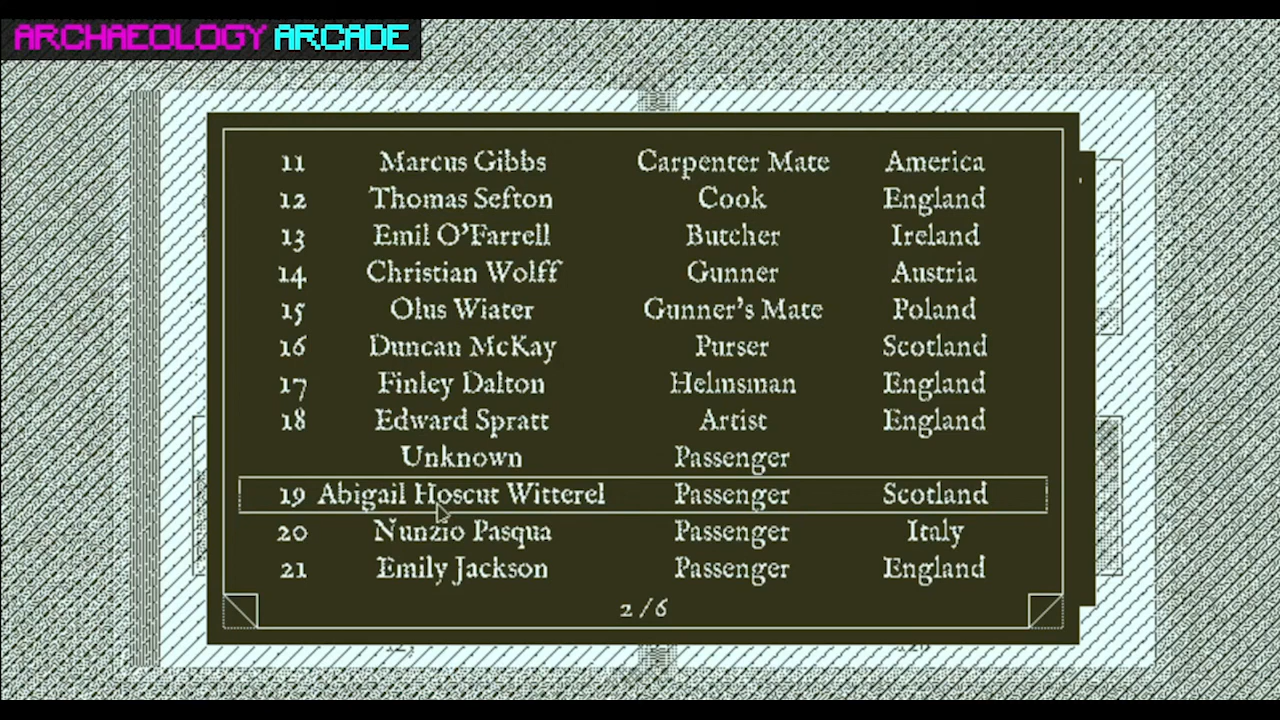 ARCHAEOLOGY ARCADE
11 Marcus Gibbs Carpenter Mate America
12 Thomas Sefton Cook England
13 Emil O'Farrell Butcher Ireland
14 Christian Wolff Gunner Austria
15 Olus Wiater Gunner's Mate Poland
16 Duncan McKay Purser Scotland
17 Finley Dalton Helmsman England
18 Edward Spratt Artist England
Unknown Passenger
19 Abigail Hoscut Witterel Passenger Scotland
20 Nunzio Pasqua Passenger Italy
21 Emily Jackson Passenger England
2/6